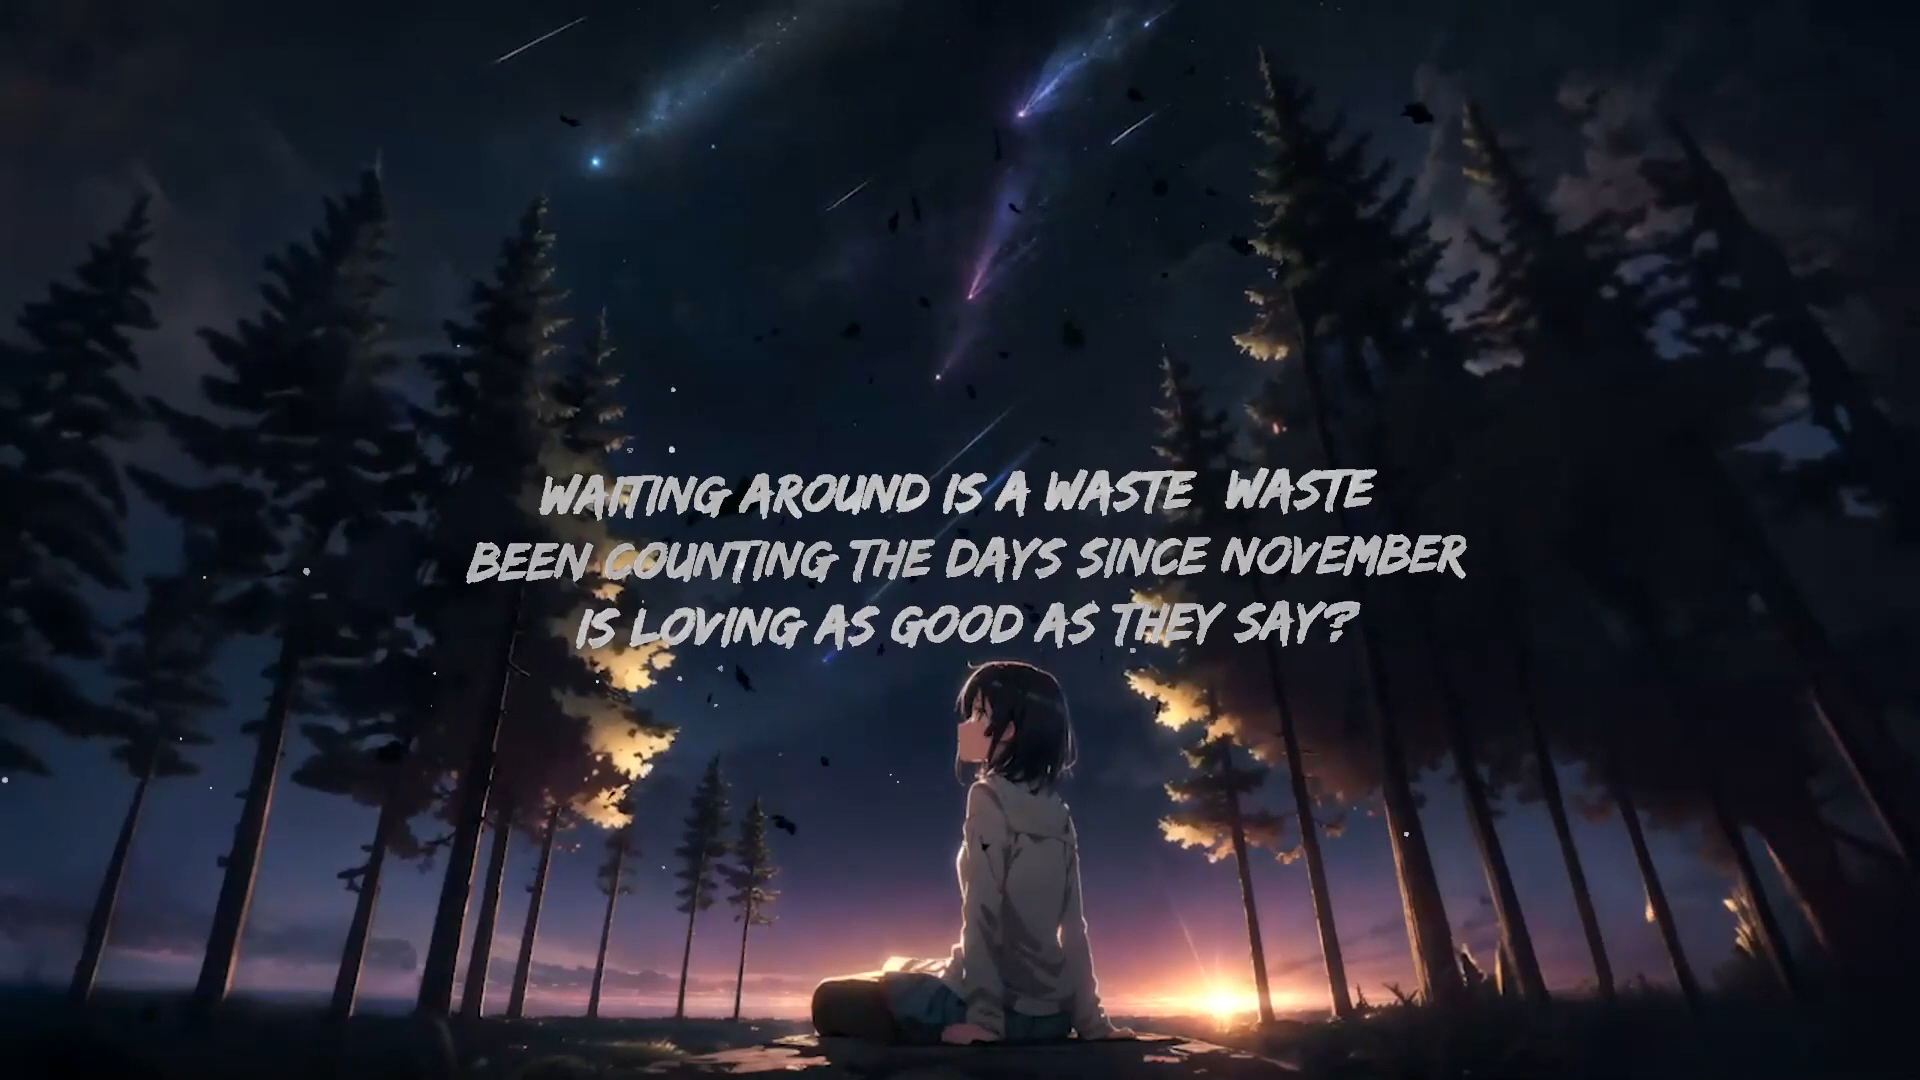 WAITING AROUND IS A WASTE WASTE
BEEN COUNTING THE DAYS SINCE NOVEMBER
IS LOVING AS GOOD AS THEY SAY?